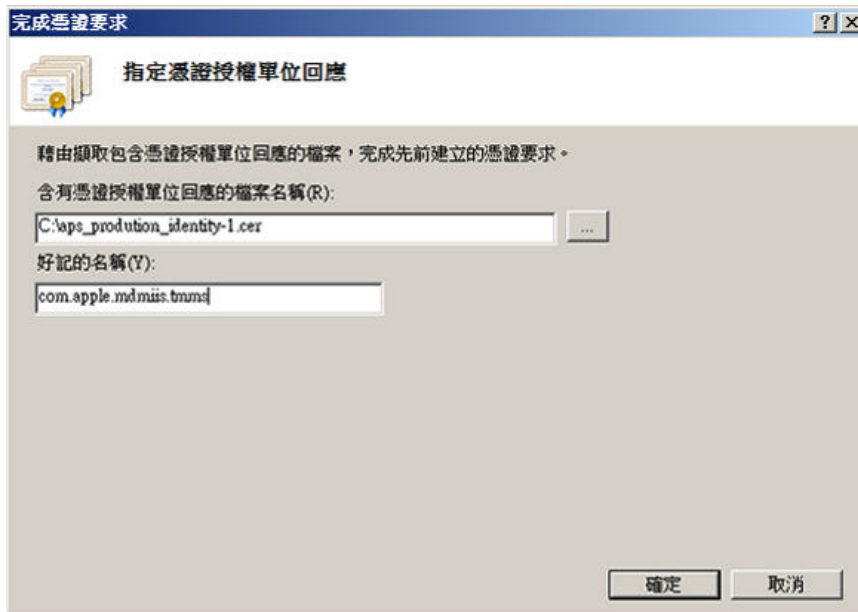 完成憑證要求
指定憑證授權單位回應
藉由擷取包含憑證授權單位回應的檔案，完成先前建立的憑證要求。
含有憑證授權單位回應的檔案名稱(R):
C:\aps_prodution_identity-1.cer
...
好記的名稱(Y):
com.apple.mdmiis.tmms
確定
取消